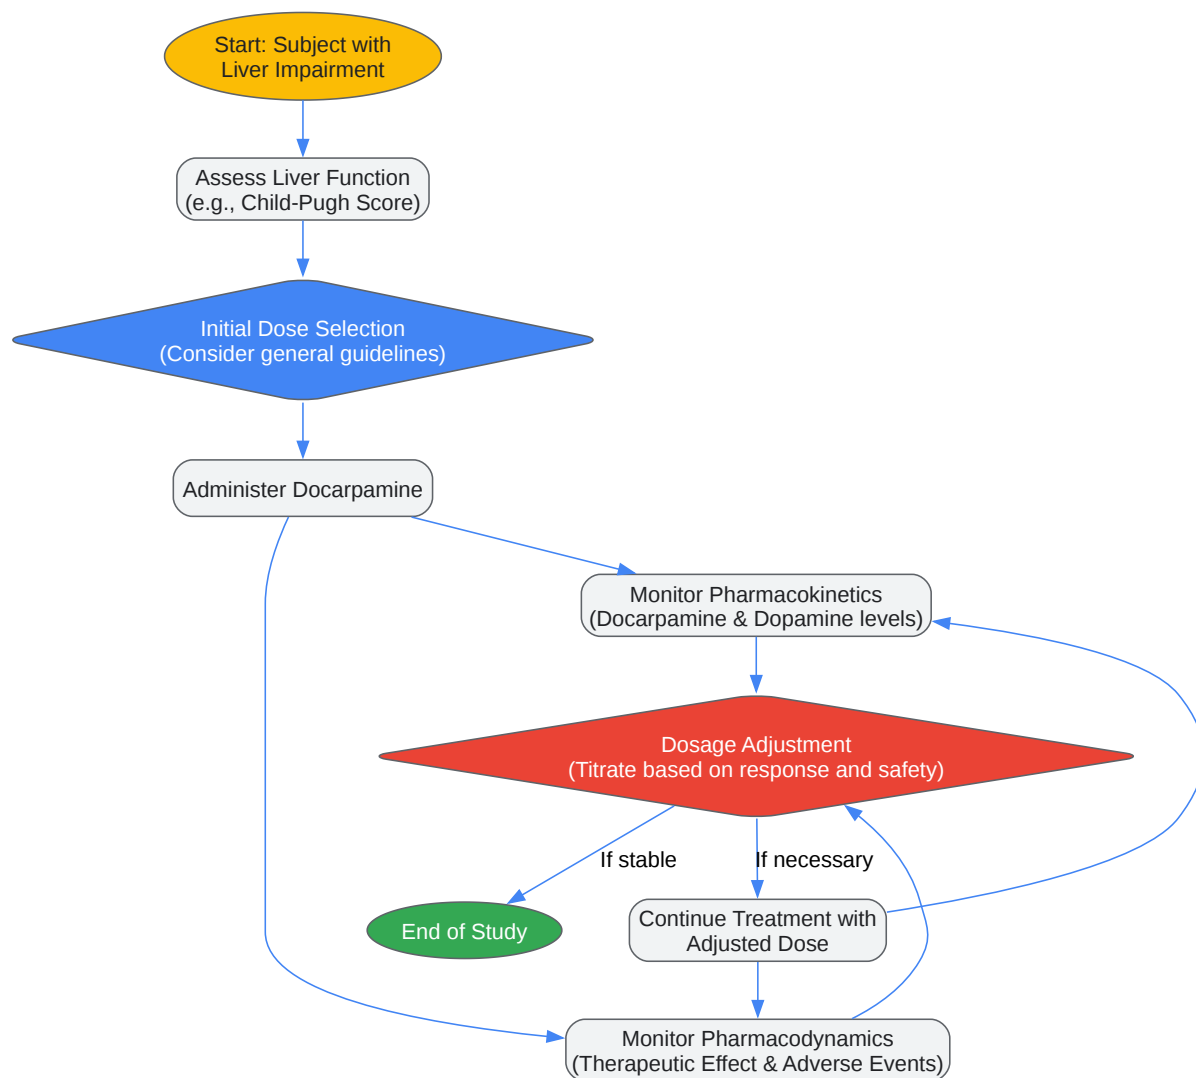 Start: Subject with
Liver Impairment
Assess Liver Function
(e.g., Child-Pugh Score)
Initial Dose Selection
(Consider general guidelines)
Administer Docarpamine
Monitor Pharmacokinetics
(Docarpamine & Dopamine levels)
Dosage Adjustment
(Titrate based on response and safety)
If stable
If necessary
End of Study
Continue Treatment with
Adjusted Dose
Monitor Pharmacodynamics
(Therapeutic Effect & Adverse Events)